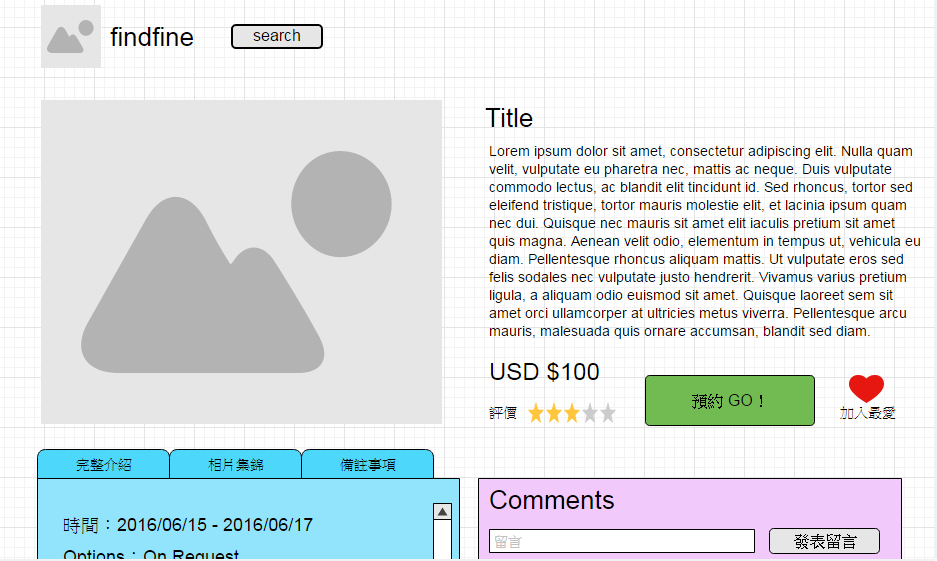 findfine
search
Title
Lorem ipsum dolor sit amet, consectetur adipiscing elit. Nulla quam
velit, vulputate eu pharetra nec, mattis ac neque. Duis vulputate
commodo lectus, ac blandit elit tincidunt id. Sed rhoncus, tortor sed
eleifend tristique, tortor mauris molestie elit, et lacinia ipsum quam
nec dui. Quisque nec mauris sit amet elit iaculis pretium sit amet
quis magna. Aenean velit odio, elementum in tempus ut, vehicula eu
diam. Pellentesque rhoncus aliquam mattis. Ut vulputate eros sed
felis sodales nec vulputate justo hendrerit. Vivamus varius pretium
ligula, a aliquam odio euismod sit amet. Quisque laoreet sem sit
amet orci ullamcorper at ultricies metus viverra. Pellentesque arcu
mauris, malesuada quis ornare accumsan, blandit sed diam.
USD $100
評價
預約 GO！
加入最愛
完整介紹
相片集錦
備註事項
時間：2016/06/15 - 2016/06/17
Options：On Request
Comments
留言
發表留言